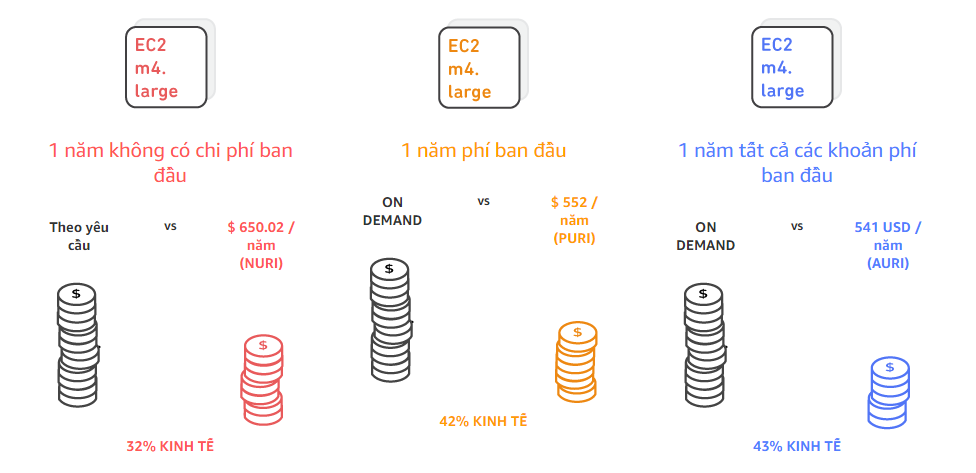 EC2
m4.
large
1 năm không có chi phí ban
đầu
Theo yêu
cầu
vs
$ 650.02 /
năm
(NURI)
$
$
32% KINH TẾ
EC2
m4.
large
1 năm phí ban đầu
ON
DEMAND
vs
$ 552 /
năm
(PURI)
$
$
42% KINH TẾ
EC2
m4.
large
1 năm tất cả các khoản phí
ban đầu
ON
DEMAND
vs
541 USD /
năm
(AURI)
$
$
43% KINH TẾ